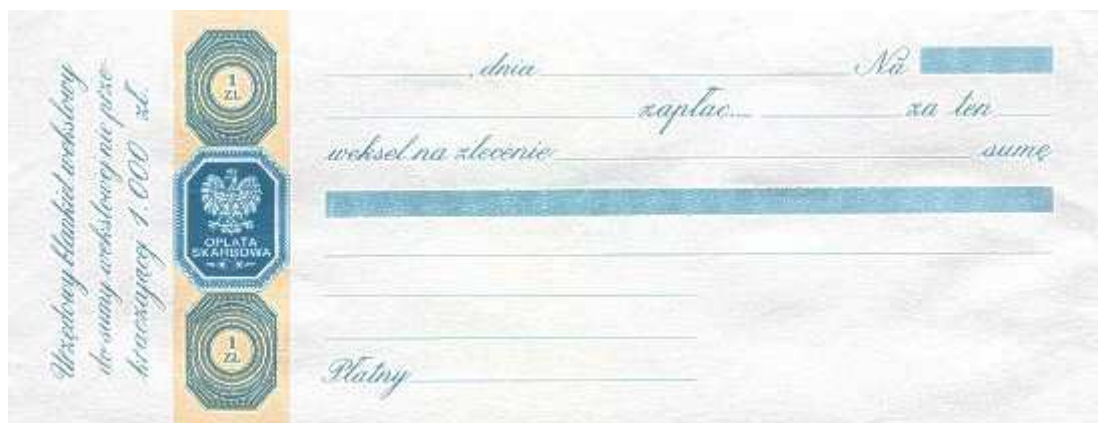 Urzędowy blankiet wekslowy
do sumy wekslowej nie prze-
kraczającej 1.000 zł.
1
ZŁ
OPŁATA
SKARBOWA
1
ZŁ
, dnia Na
zapłac... za ten
weksel na zlecenie sumę
Płatny